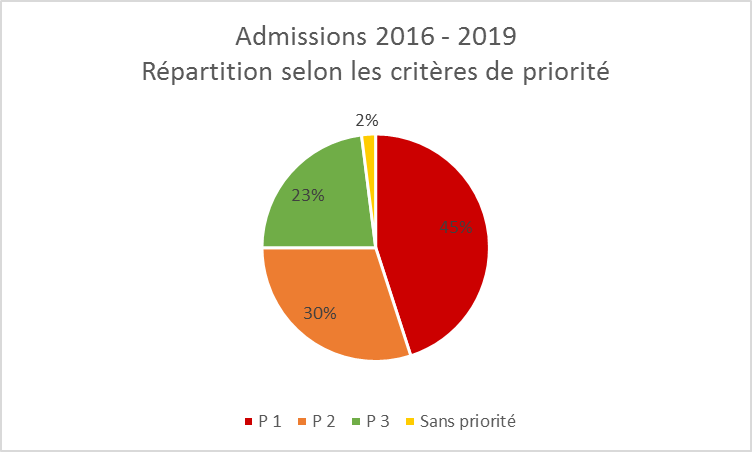 Admissions 2016 - 2019
Répartition selon les critères de priorité
2%
45%
23%
30%
P 1
P 2
P 3
Sans priorité